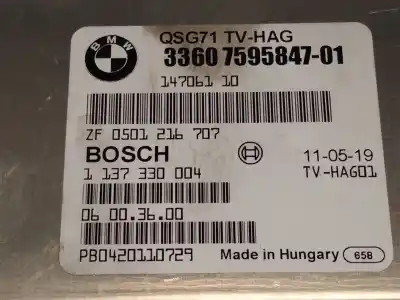 BMW
QSG71 TV-HAG
3360 7595847-01
147061 10
ZF 0501 216 707
BOSCH
11-05-19
1 137 330 004
TV-HAG01
06 00.36.00
PB0420110729
Made in Hungary 658